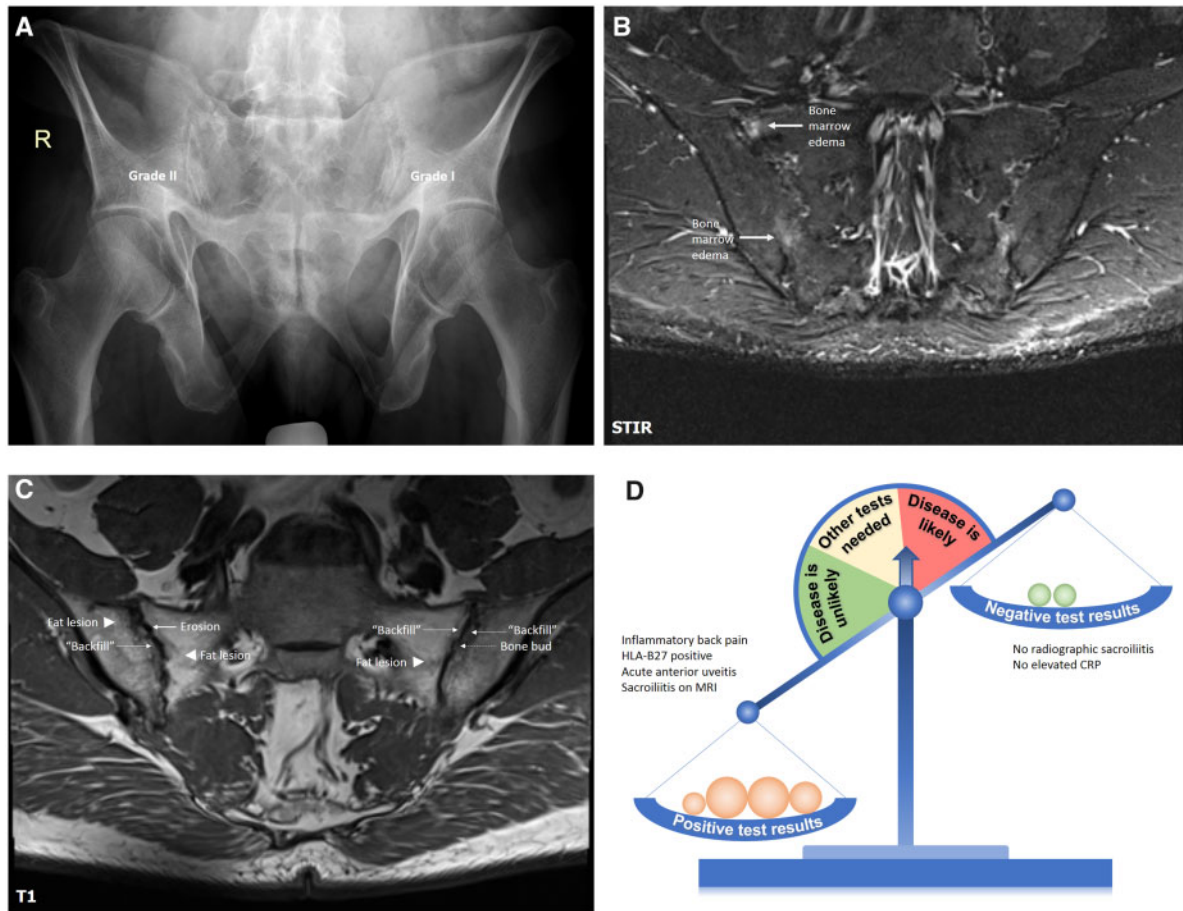 A
R
Grade II
Grade I
B
Bone
marrow
edema
Bone
marrow
edema
STIR
C
Fat lesion
Erosion
"Backfill"
Fat lesion
"Backfill"
"Backfill"
Bone bud
Fat lesion
T1
D
Disease is
unlikely
Other tests
needed
Disease is
likely
Negative test results
Inflammatory back pain
HLA-B27 positive
Acute anterior uveitis
Sacroiliitis on MRI
No radiographic sacroiliitis
No elevated CRP
Positive test results